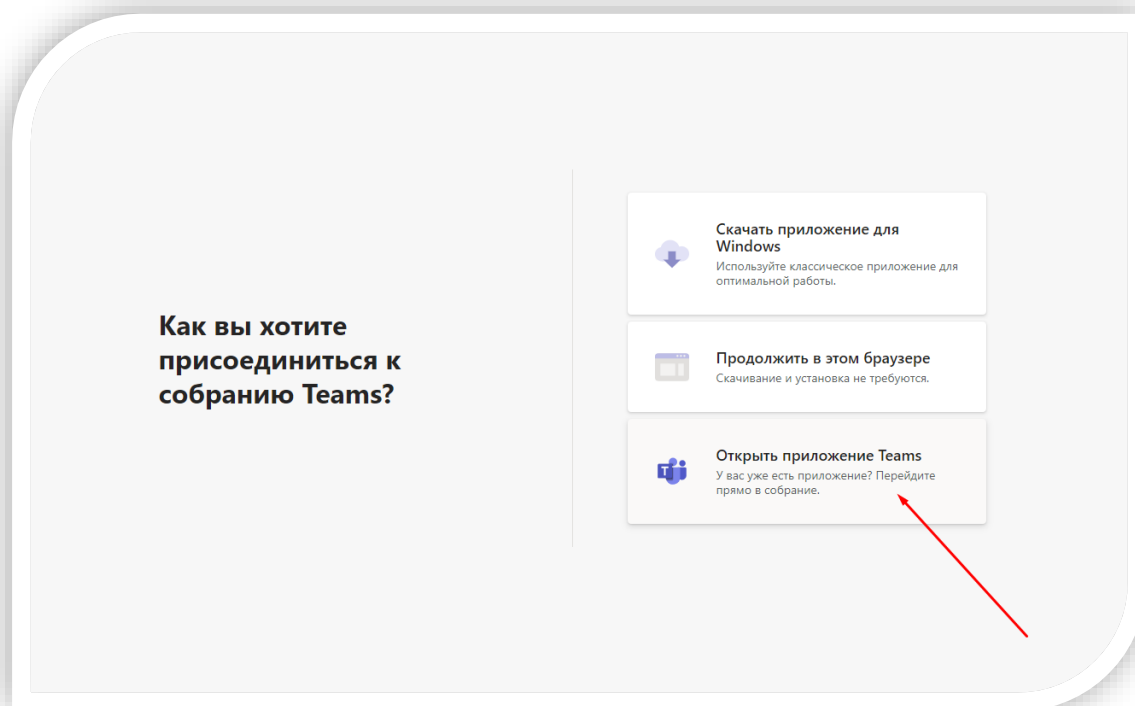 Как вы хотите
присоединиться к
собранию Teams?
Скачать приложение для
Windows
Используйте классическое приложение для
оптимальной работы.
Продолжить в этом браузере
Скачивание и установка не требуются.
Открыть приложение Teams
У вас уже есть приложение? Перейдите
прямо в собрание.